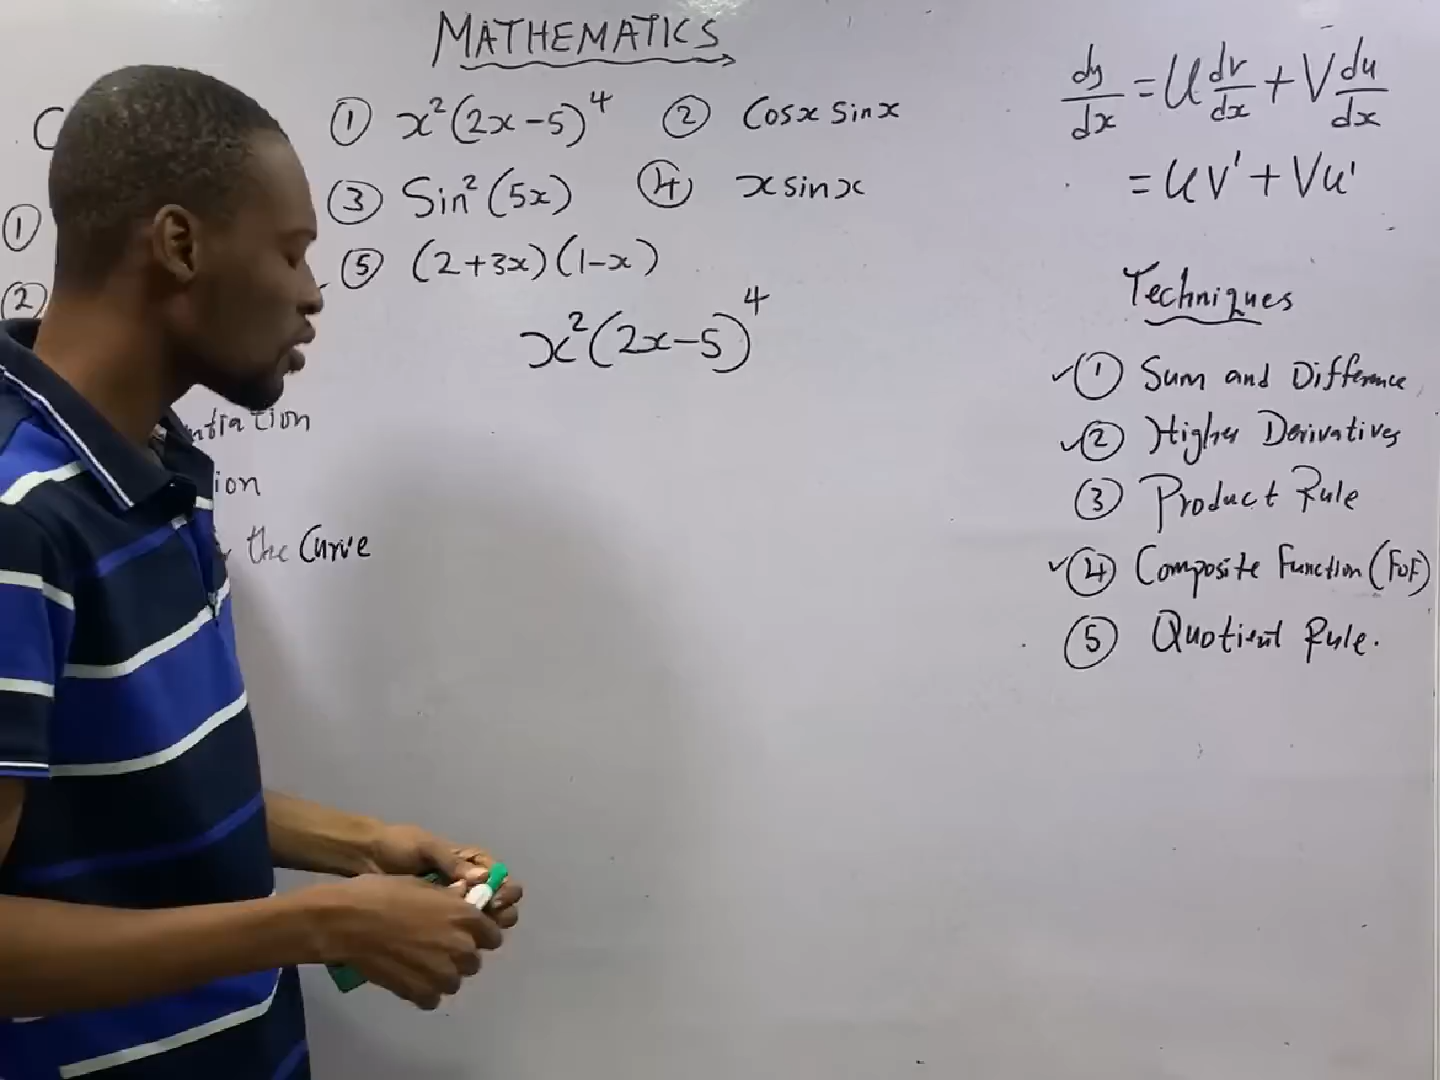 MATHEMATICS
① x²(2x-5)⁴ ② Cosx sinx
③ Sin²(5x) ④ x sinx
⑤ (2+3x)(1-x)
x²(2x-5)⁴
①
②
ion
the Curve
dy/dx = U dv/dx + V du/dx
= UV' + Vu'
Techniques
✓① Sum and Difference
✓② Higher Derivatives
③ Product Rule
✓④ Composite Function (FOF)
⑤ Quotient Rule.